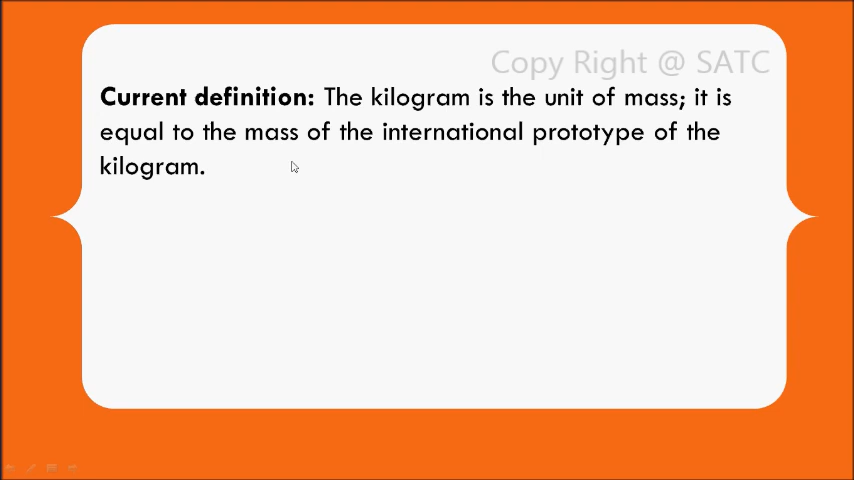 Copy Right @ SATC
Current definition: The kilogram is the unit of mass; it is
equal to the mass of the international prototype of the
kilogram.